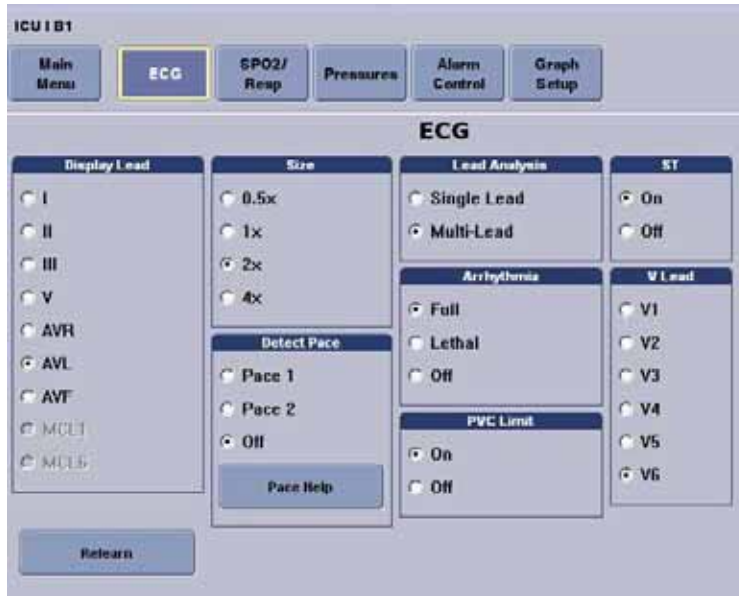 ICU I B1
Main Menu
ECG
SPO2/ Resp
Pressures
Alarm Control
Graph Setup
ECG
Display Lead
I
II
III
V
AVR
AVL
AVF
MCL1
MCL6
Relearn
Size
0.5x
1x
2x
4x
Detect Pace
Pace 1
Pace 2
Off
Pace Help
Lead Analysis
Single Lead
Multi-Lead
Arrhythmia
Full
Lethal
Off
PVC Limit
On
Off
ST
On
Off
V Lead
V1
V2
V3
V4
V5
V6